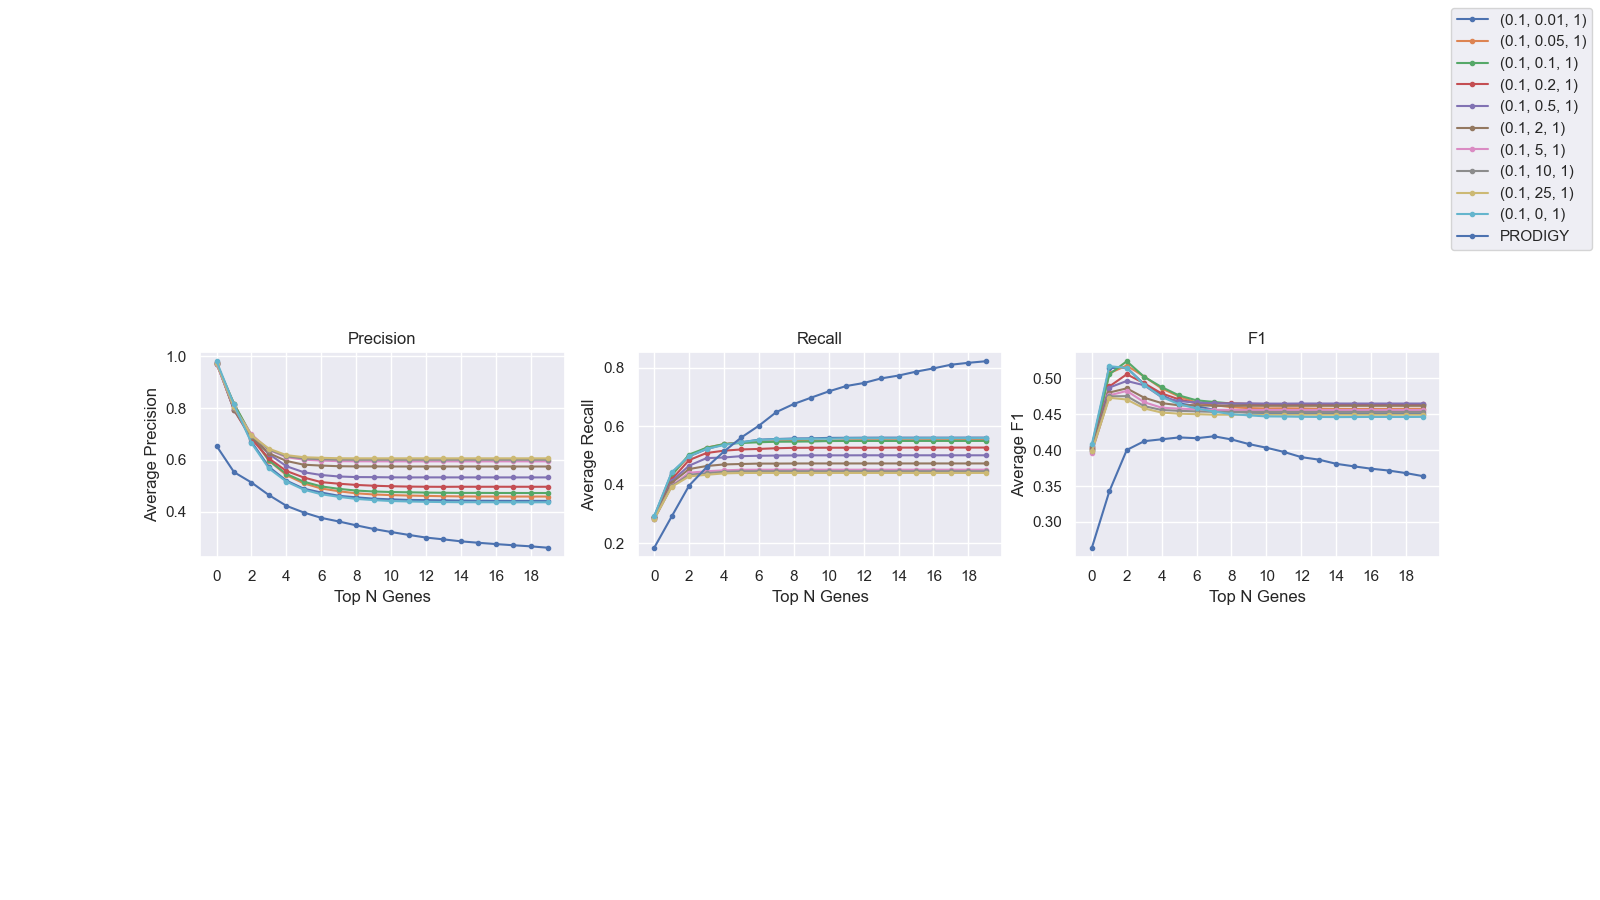 (0.1, 0.01, 1)
(0.1, 0.05, 1)
(0.1, 0.1, 1)
(0.1, 0.2, 1)
(0.1, 0.5, 1)
(0.1, 2, 1)
(0.1, 5, 1)
(0.1, 10, 1)
(0.1, 25, 1)
(0.1, 0, 1)
PRODIGY
Precision
Average Precision
1.0
0.8
0.6
0.4
0 2 4 6 8 10 12 14 16 18
Top N Genes
Recall
Average Recall
0.8
0.6
0.4
0.2
0 2 4 6 8 10 12 14 16 18
Top N Genes
F1
Average F1
0.50
0.45
0.40
0.35
0.30
0 2 4 6 8 10 12 14 16 18
Top N Genes